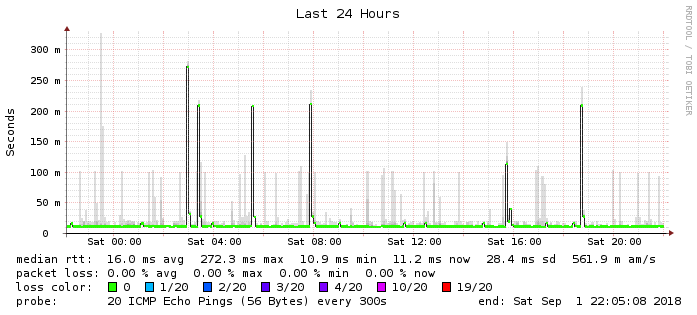 Last 24 Hours
RRDTOOL / TOBI OETIKER
Seconds
300 m
250 m
200 m
150 m
100 m
50 m
0
Sat 00:00 Sat 04:00 Sat 08:00 Sat 12:00 Sat 16:00 Sat 20:00
median rtt: 16.0 ms avg 272.3 ms max 10.9 ms min 11.2 ms now 28.4 ms sd 561.9 m am/s
packet loss: 0.00 % avg 0.00 % max 0.00 % min 0.00 % now
loss color: 0 1/20 2/20 3/20 4/20 10/20 19/20
probe: 20 ICMP Echo Pings (56 Bytes) every 300s end: Sat Sep 1 22:05:08 2018